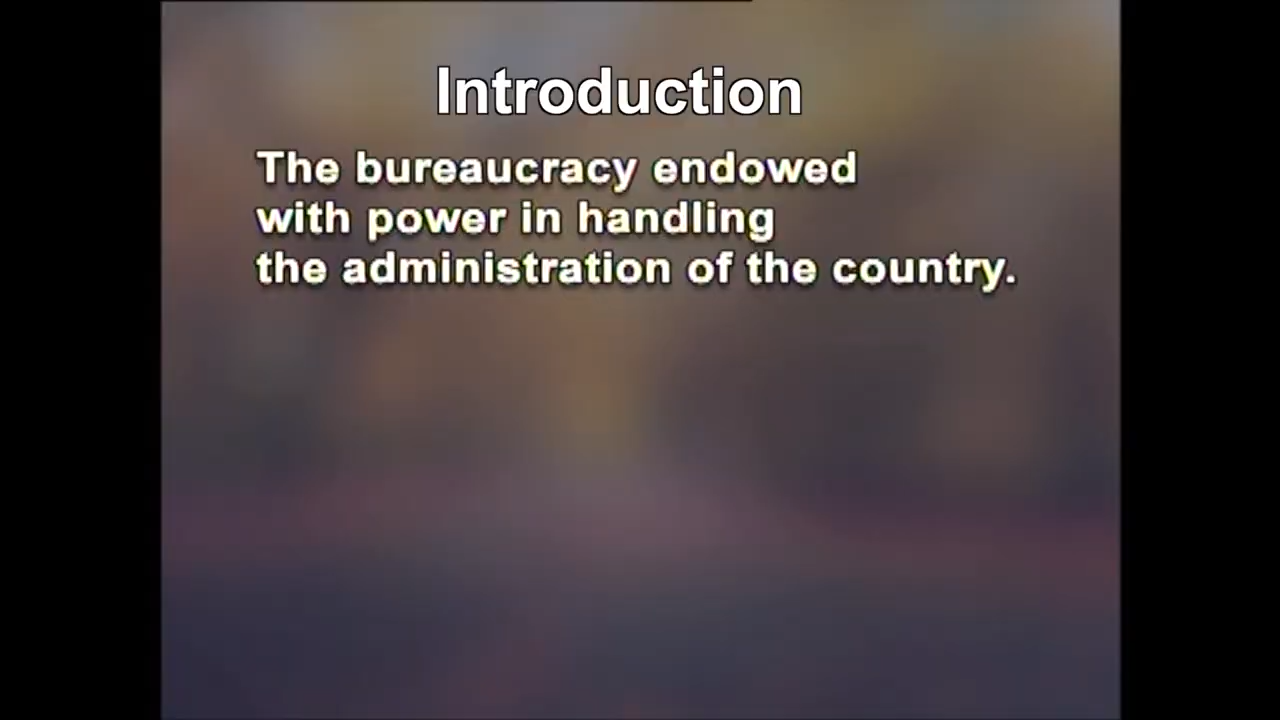 Introduction
The bureaucracy endowed
with power in handling
the administration of the country.